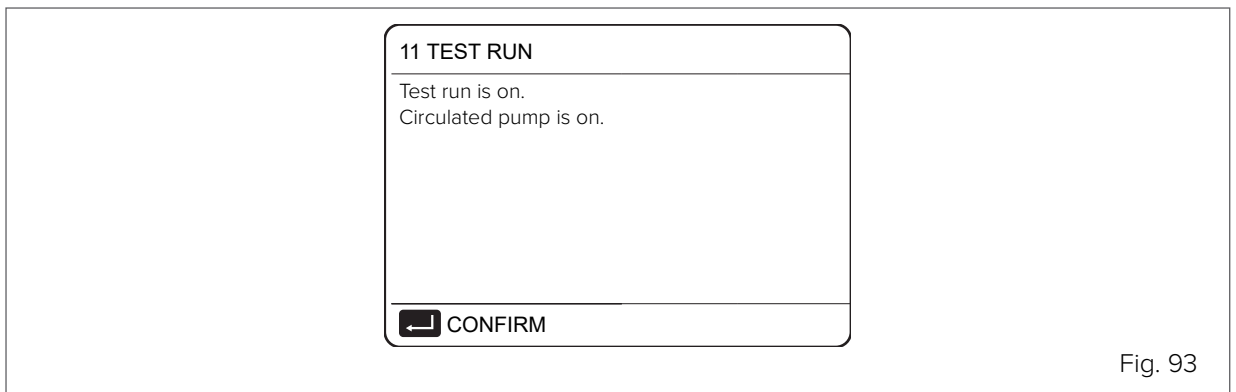 11 TEST RUN
Test run is on.
Circulated pump is on.
CONFIRM
Fig. 93